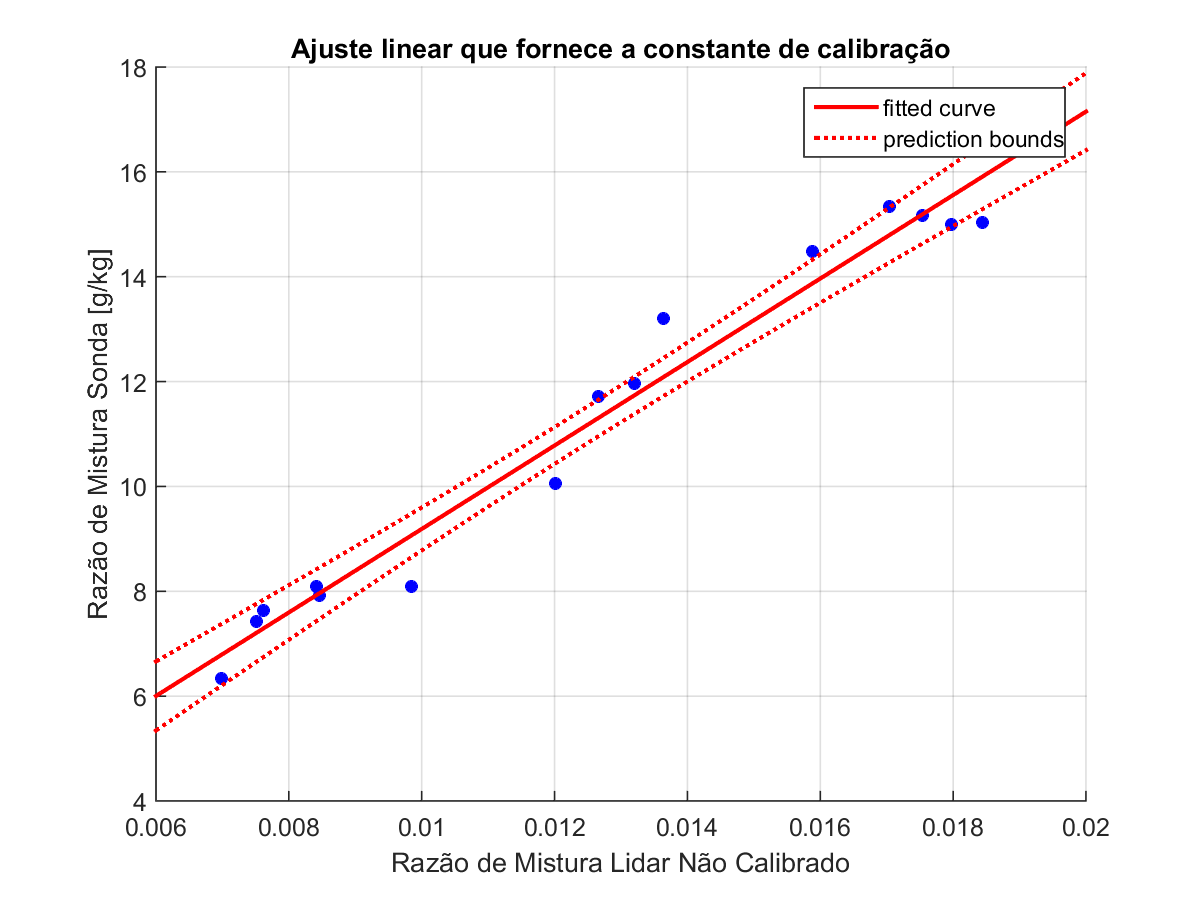 Ajuste linear que fornece a constante de calibração
fitted curve
prediction bounds
18
16
14
12
10
8
6
4
Razão de Mistura Sonda [g/kg]
0.006 0.008 0.01 0.012 0.014 0.016 0.018 0.02
Razão de Mistura Lidar Não Calibrado